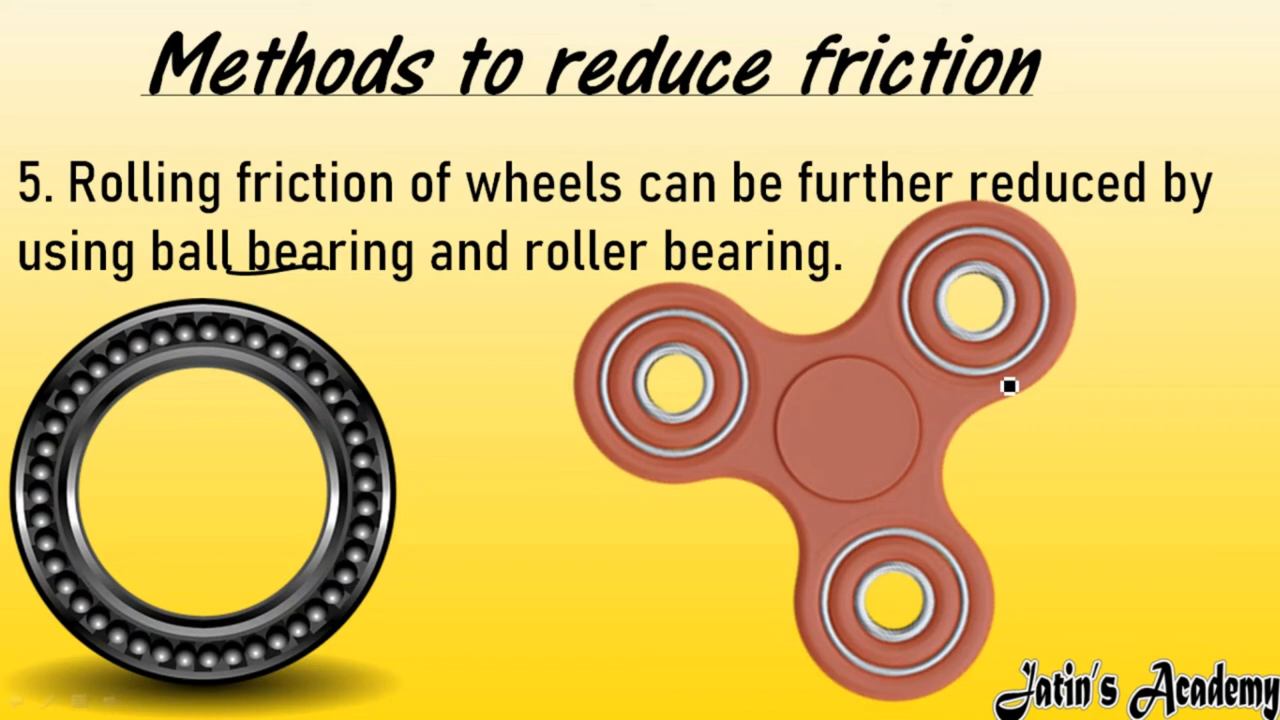 Methods to reduce friction
5. Rolling friction of wheels can be further reduced by
using ball bearing and roller bearing.
Jatin's Academy